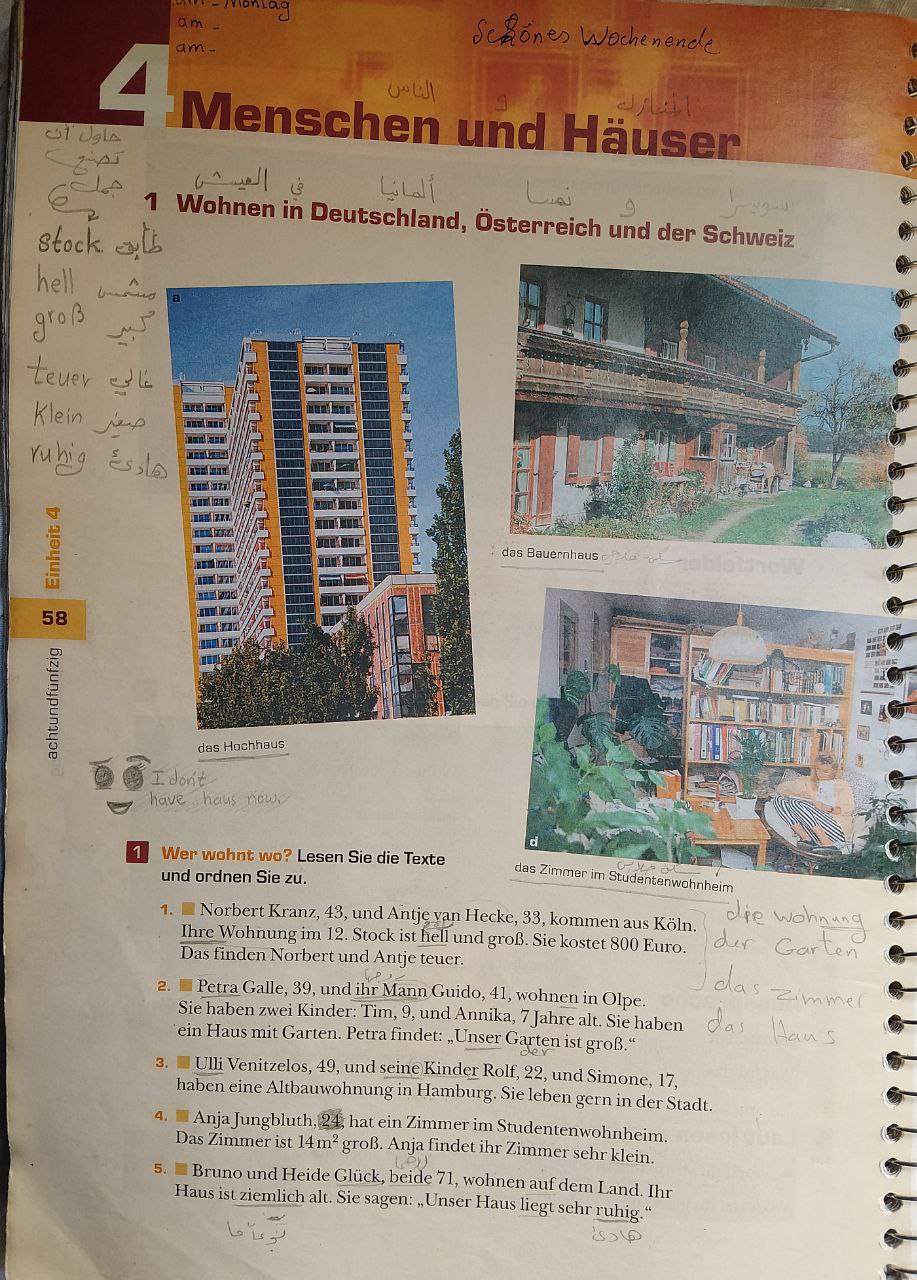 am - Montag
am -
am -
Schönes Wochenende
4
الناس و المنازل
Menschen und Häuser
حاول أن
تصنعي
جمل
سويسرا و نمسا ألمانيا في العيش
1 Wohnen in Deutschland, Österreich und der Schweiz
stock طابق
hell مشمس
groß كبير
teuer غالي
Klein صغير
ruhig هادئ
a
das Bauernhaus
Einheit 4
58
achtundfünfzig
das Hochhaus
I don't
have haus now.
d
das Zimmer im Studentenwohnheim
1 Wer wohnt wo? Lesen Sie die Texte
und ordnen Sie zu.
1. Norbert Kranz, 43, und Antje van Hecke, 33, kommen aus Köln.
Ihre Wohnung im 12. Stock ist hell und groß. Sie kostet 800 Euro.
Das finden Norbert und Antje teuer.
2. Petra Galle, 39, und ihr Mann Guido, 41, wohnen in Olpe.
Sie haben zwei Kinder: Tim, 9, und Annika, 7 Jahre alt. Sie haben
ein Haus mit Garten. Petra findet: „Unser Garten ist groß.“
der
3. Ulli Venitzelos, 49, und seine Kinder Rolf, 22, und Simone, 17,
haben eine Altbauwohnung in Hamburg. Sie leben gern in der Stadt.
4. Anja Jungbluth, 24, hat ein Zimmer im Studentenwohnheim.
Das Zimmer ist 14 m² groß. Anja findet ihr Zimmer sehr klein.
5. Bruno und Heide Glück, beide 71, wohnen auf dem Land. Ihr
Haus ist ziemlich alt. Sie sagen: „Unser Haus liegt sehr ruhig.“
نوعا ما
هادئ
die wohnung
der Garten
das zimmer
das Haus